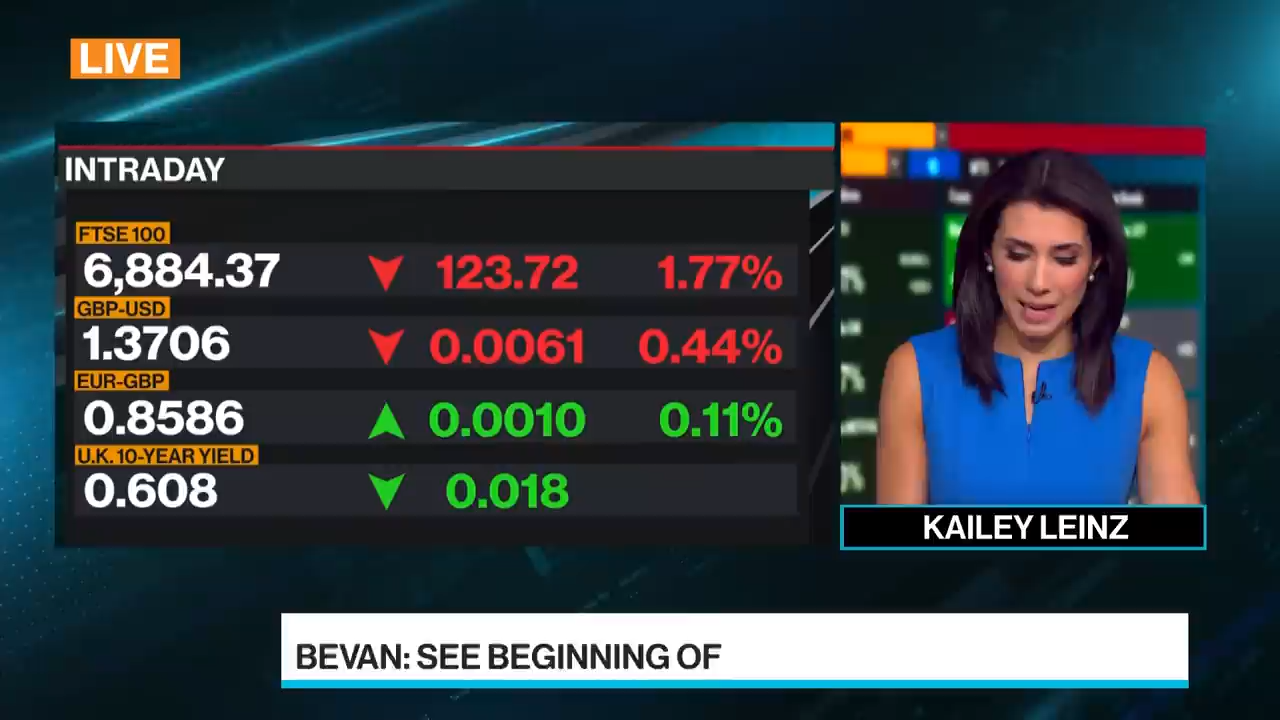 LIVE
INTRADAY
FTSE 100
6,884.37 ▼ 123.72 1.77%
GBP-USD
1.3706 ▼ 0.0061 0.44%
EUR-GBP
0.8586 ▲ 0.0010 0.11%
U.K. 10-YEAR YIELD
0.608 ▼ 0.018
KAILEY LEINZ
BEVAN: SEE BEGINNING OF